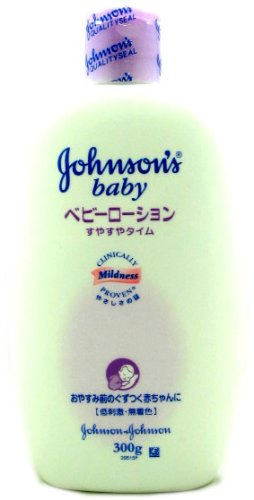 Johnson's
QUALITY SEAL
Johnson's®
baby
ベビーローション
すやすやタイム
CLINICALLY
Mildness
PROVEN®
やさしさの証
おやすみ前のぐずつく赤ちゃんに
【低刺激・無着色】
Johnson & Johnson
300g